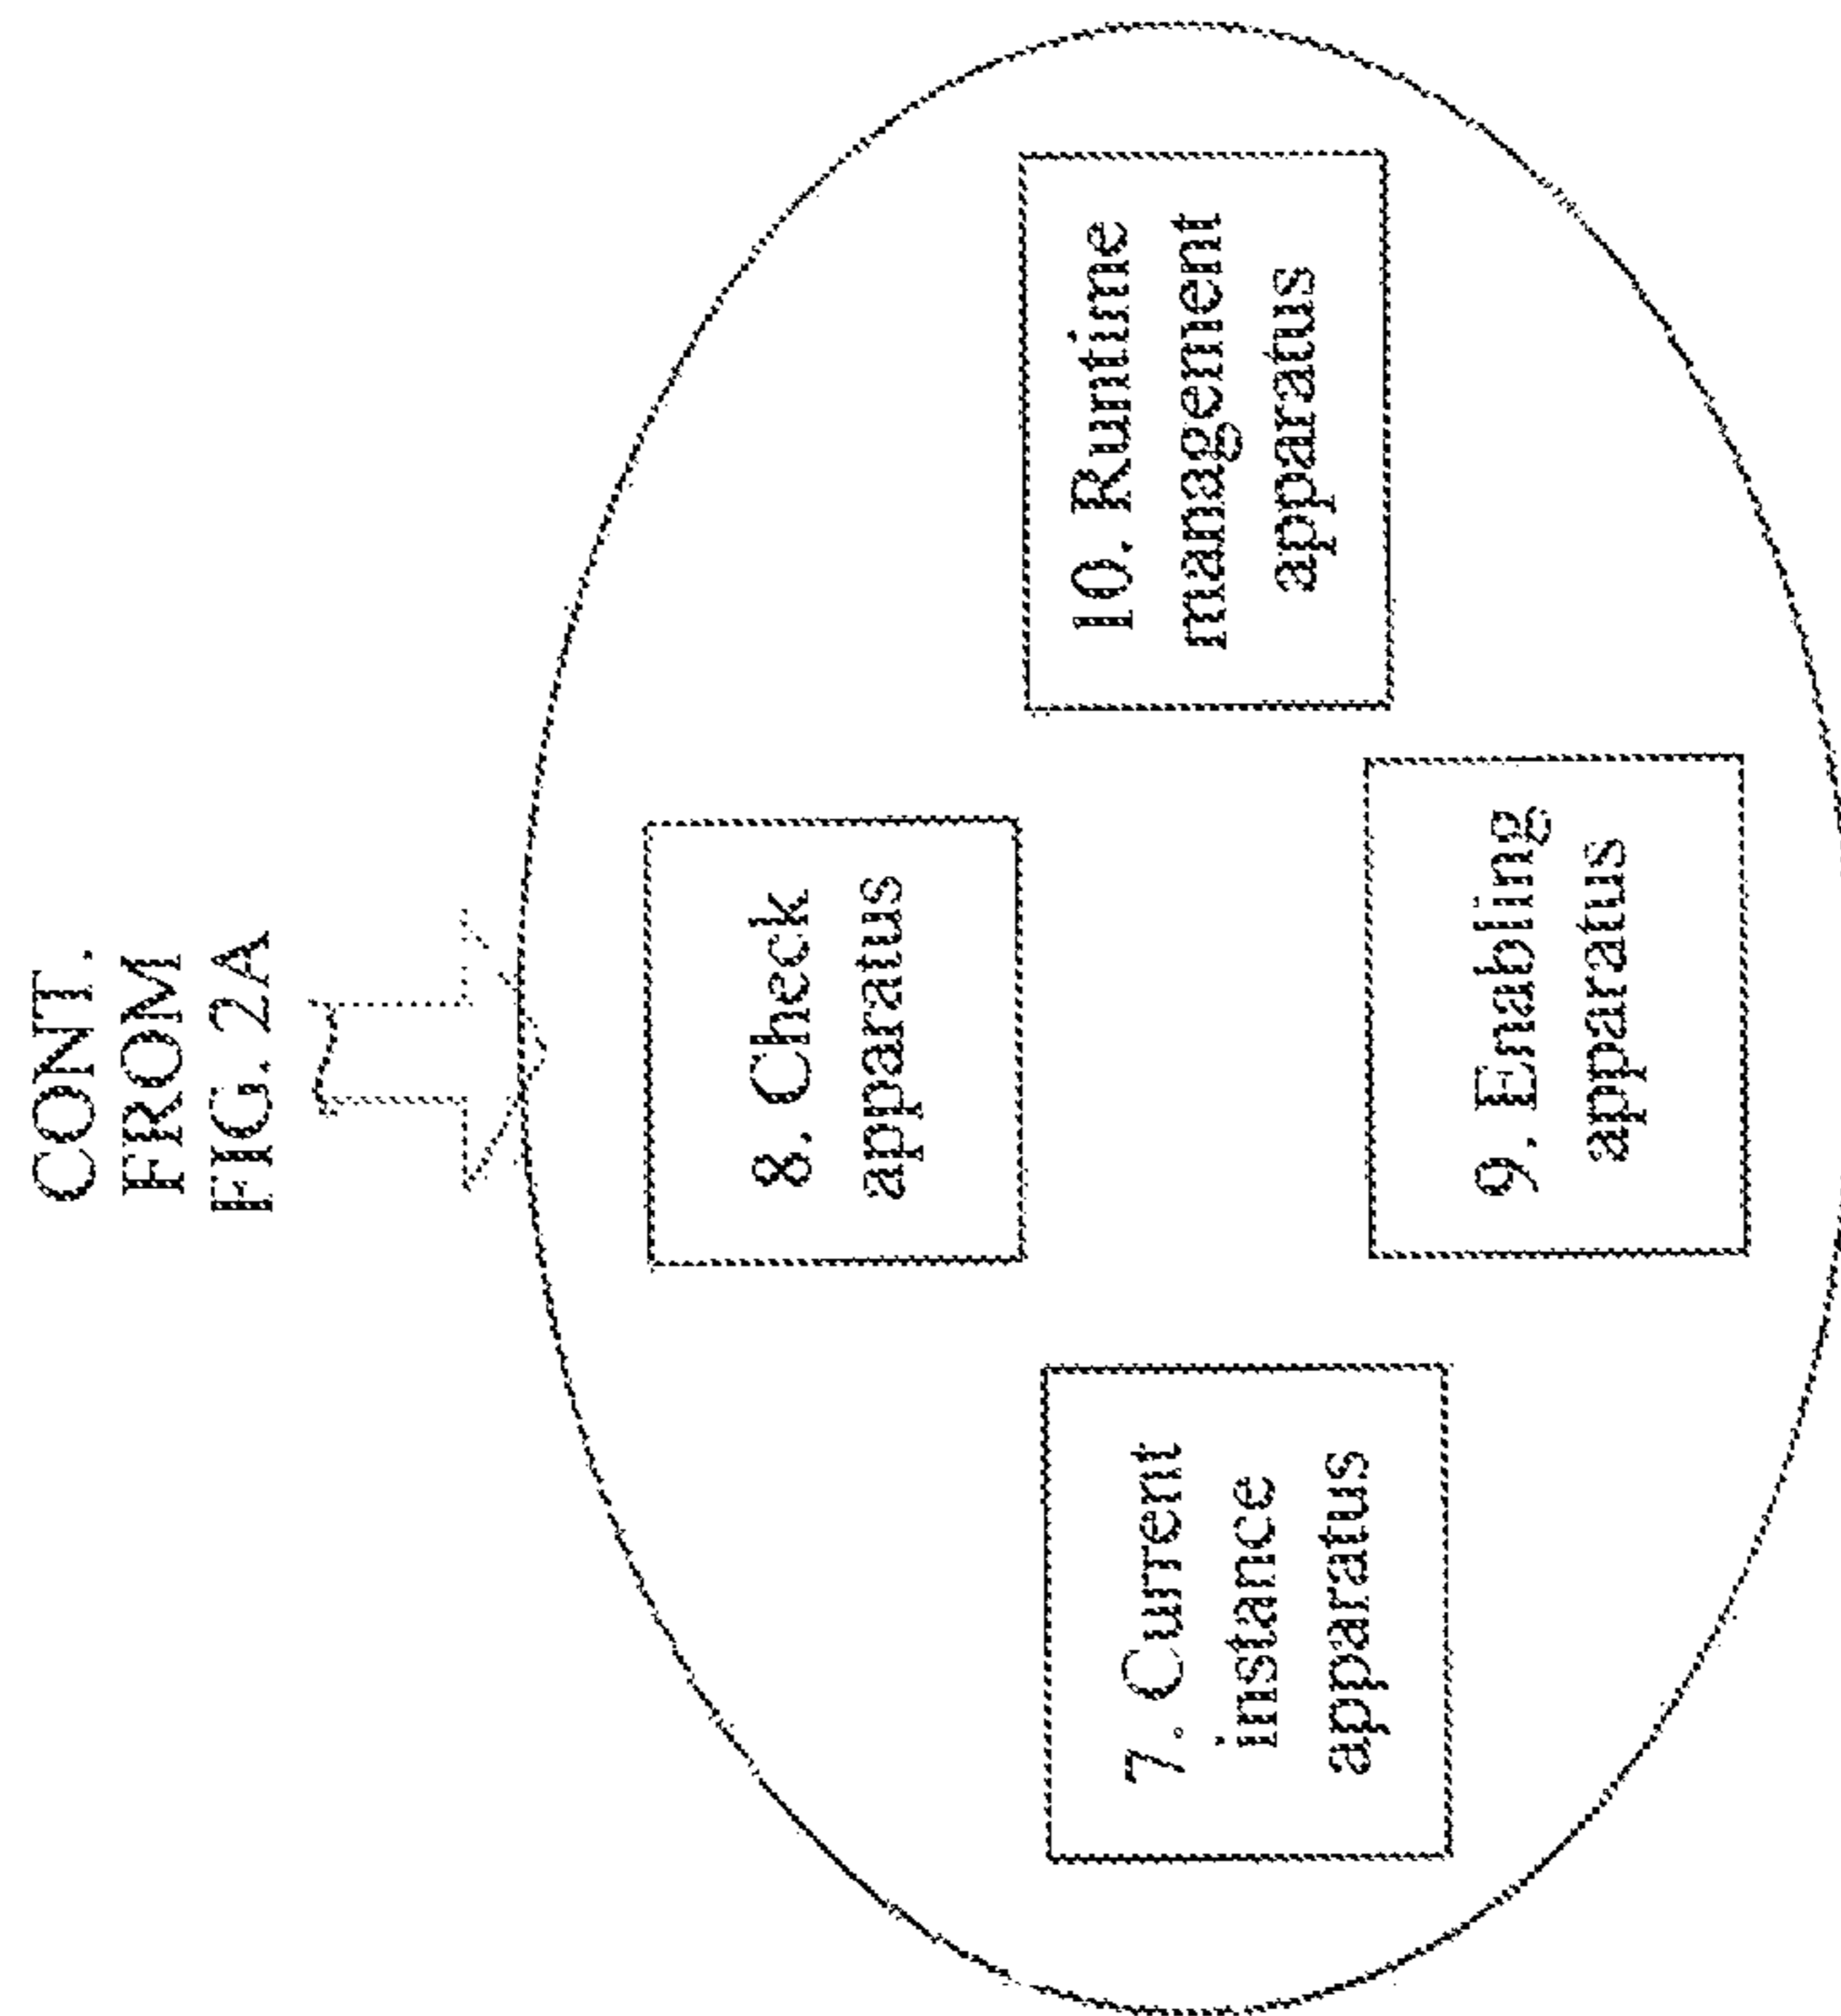 CONT.
FROM
FIG. 2A
8. Check
apparatus
7. Current
instance
apparatus
10. Runtime
management
apparatus
9. Enabling
apparatus